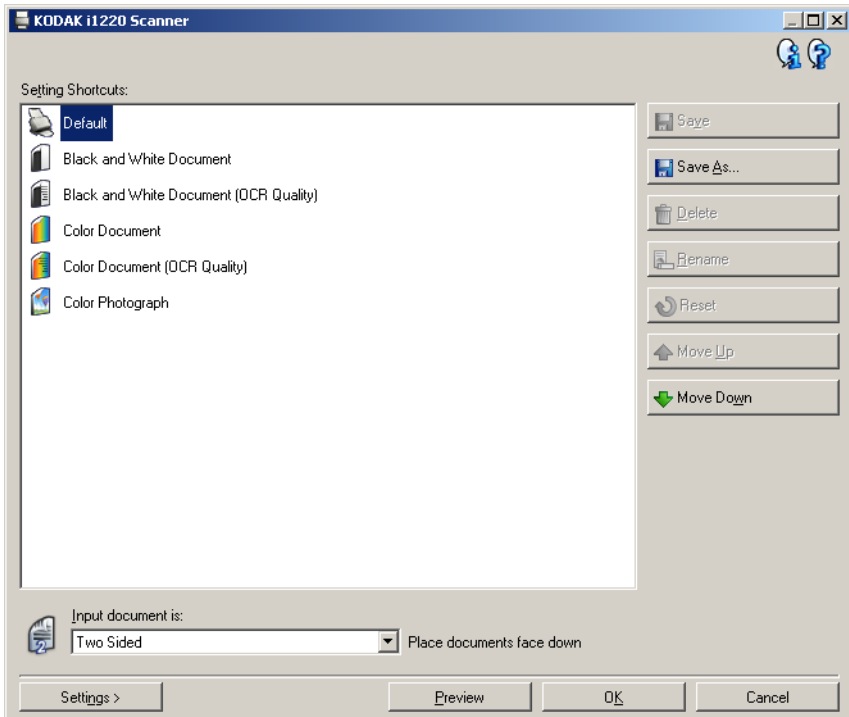 KODAK i1220 Scanner
Setting Shortcuts:
Default
Black and White Document
Black and White Document (OCR Quality)
Color Document
Color Document (OCR Quality)
Color Photograph
Save
Save As...
Delete
Rename
Reset
Move Up
Move Down
Input document is:
2
Two Sided
Place documents face down
Settings >
Preview
OK
Cancel